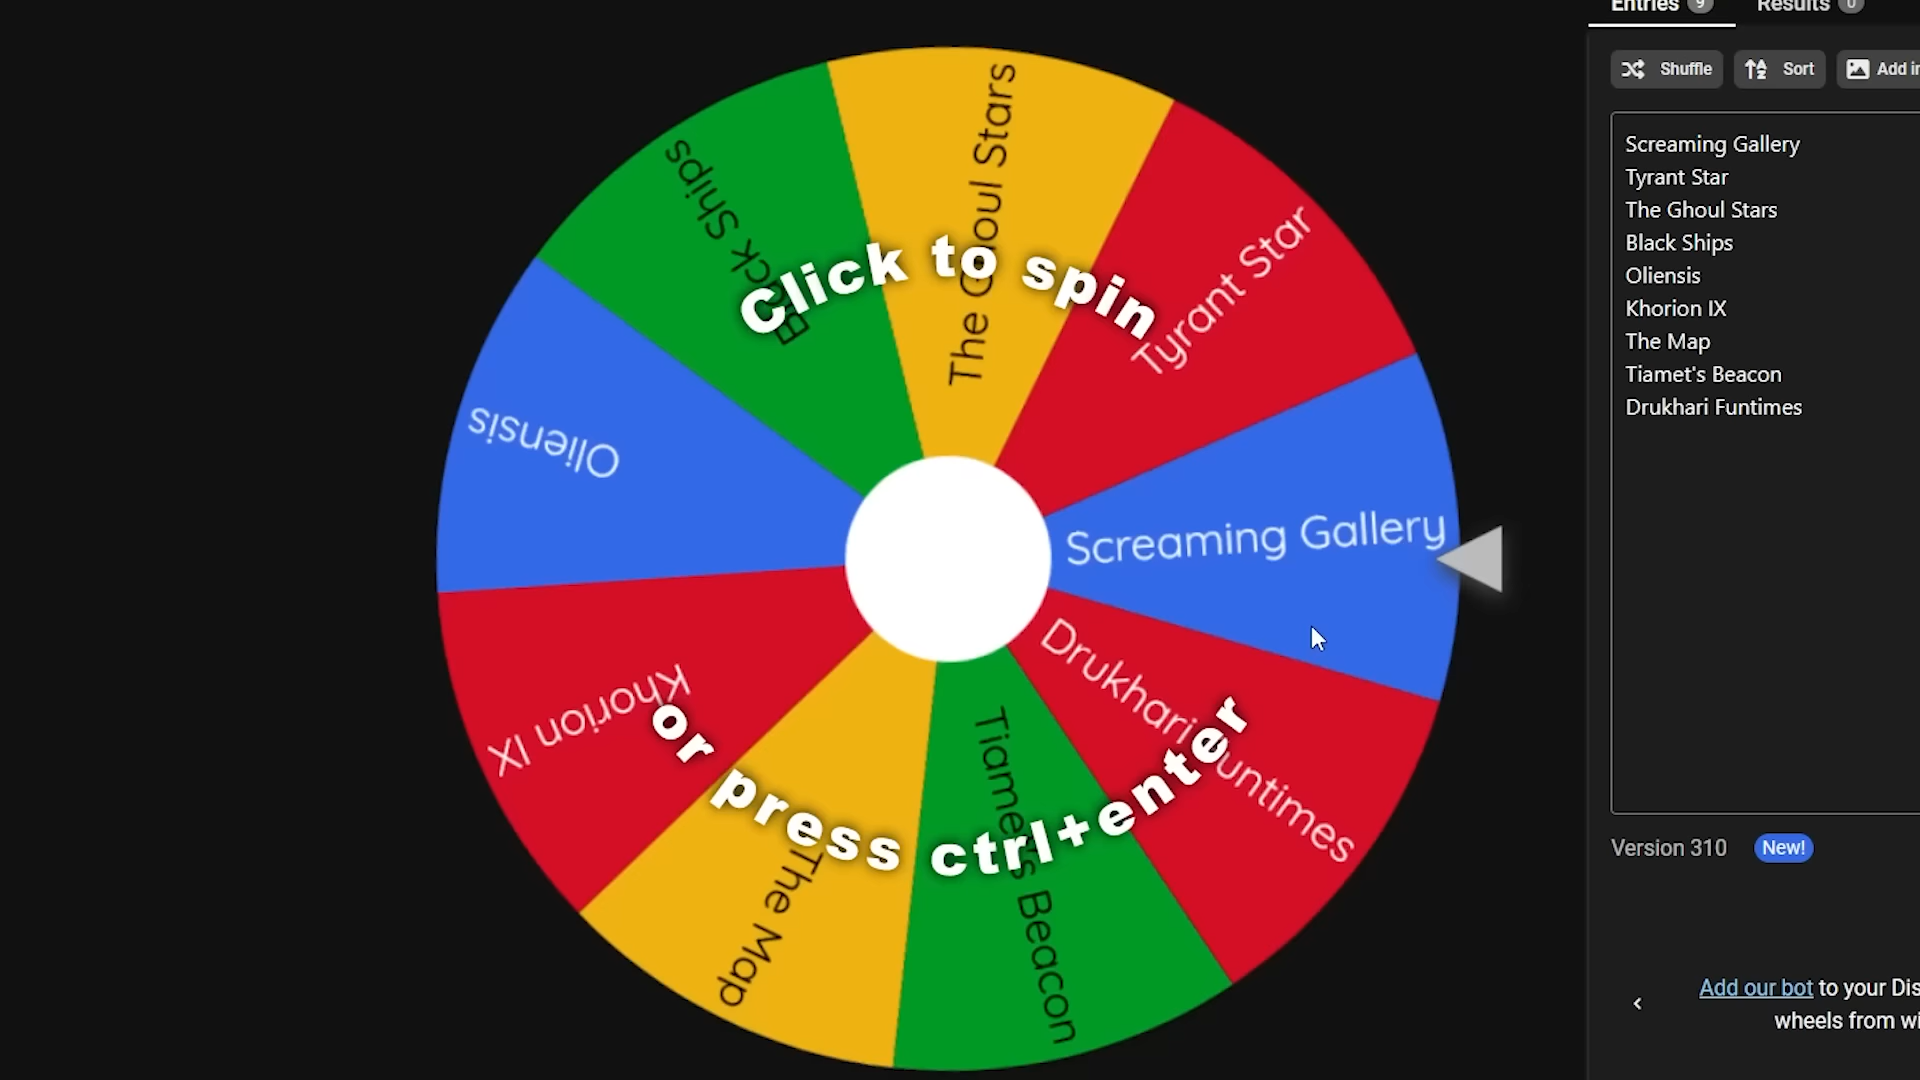 Entries 9 Results 0
Shuffle Sort Add in
Screaming Gallery
Tyrant Star
The Ghoul Stars
Black Ships
Oliensis
Khorion IX
The Map
Tiamet's Beacon
Drukhari Funtimes
Version 310 New!
Add our bot to your Dis
wheels from wi
Click to spin
or press ctrl+enter
The Ghoul Stars
Tyrant Star
Screaming Gallery
Drukhari Funtimes
Tiamet's Beacon
The Map
Khorion IX
Oliensis
Black Ships